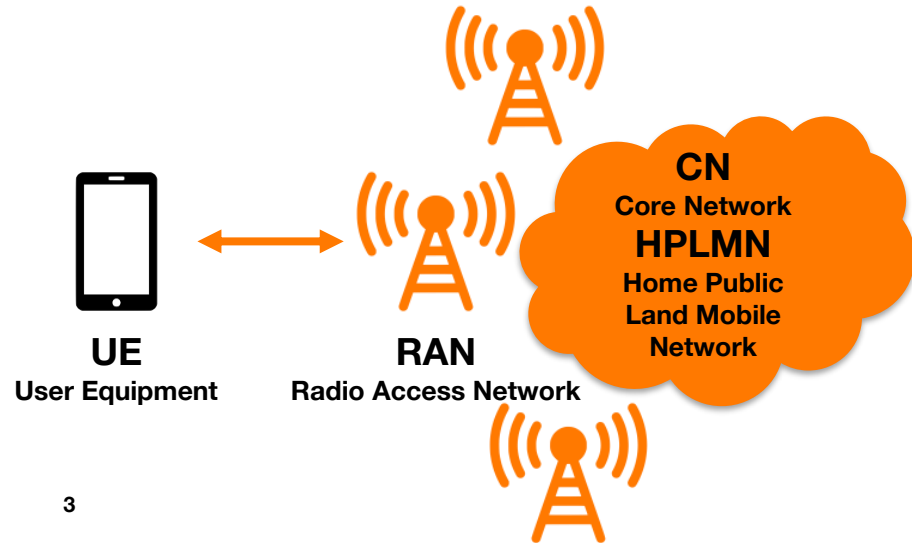 UE
User Equipment
RAN
Radio Access Network
CN
Core Network
HPLMN
Home Public
Land Mobile
Network
3